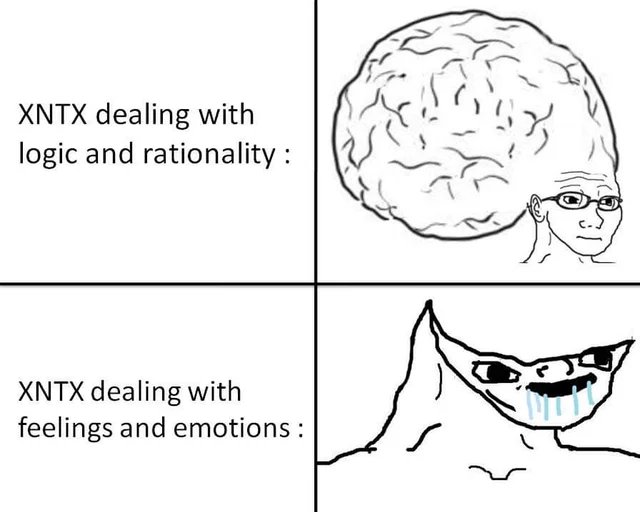 XNTX dealing with
logic and rationality :
XNTX dealing with
feelings and emotions :